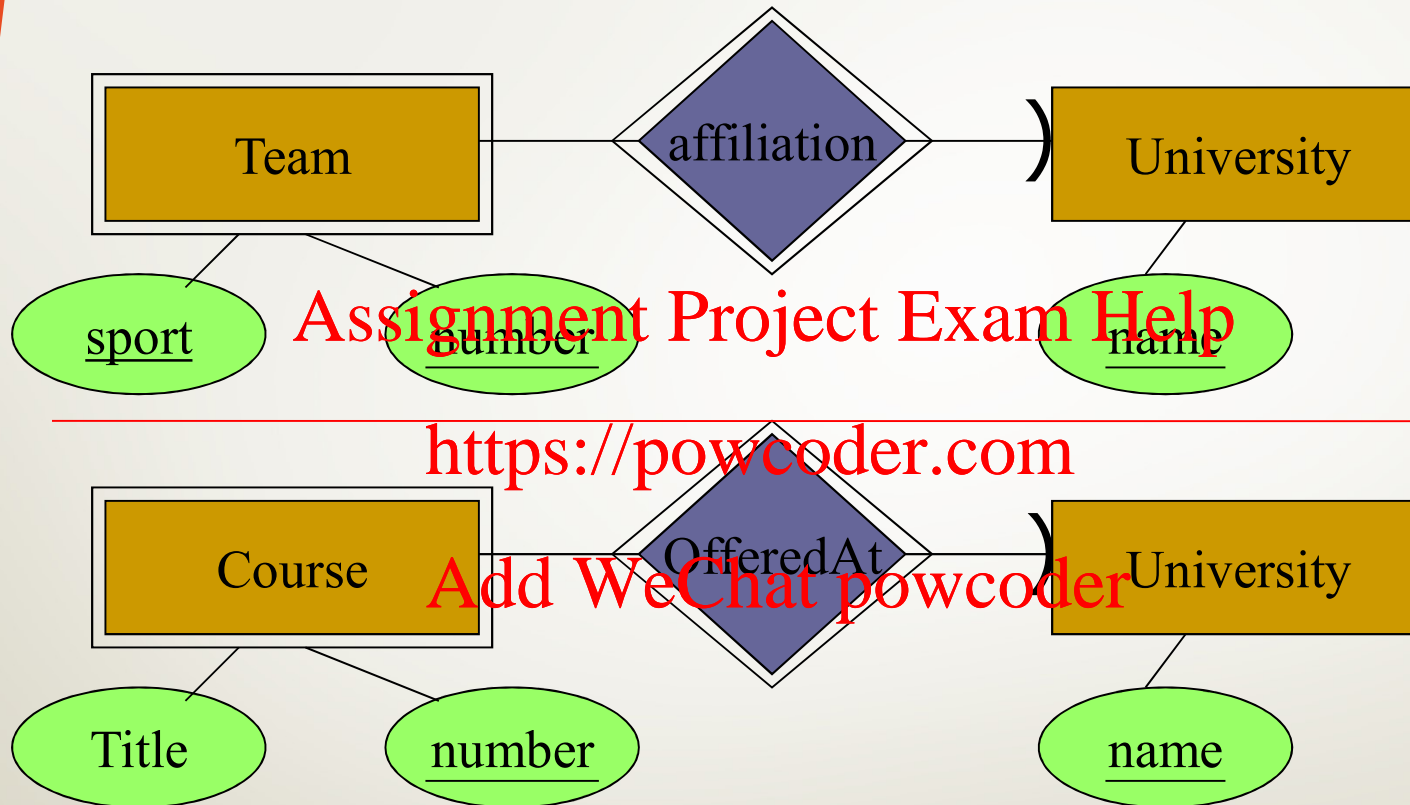 Team
affiliation
University
sport
number
name
Assignment Project Exam Help
https://powcoder.com
Course
OfferedAt
University
Add WeChat powcoder
Title
number
name